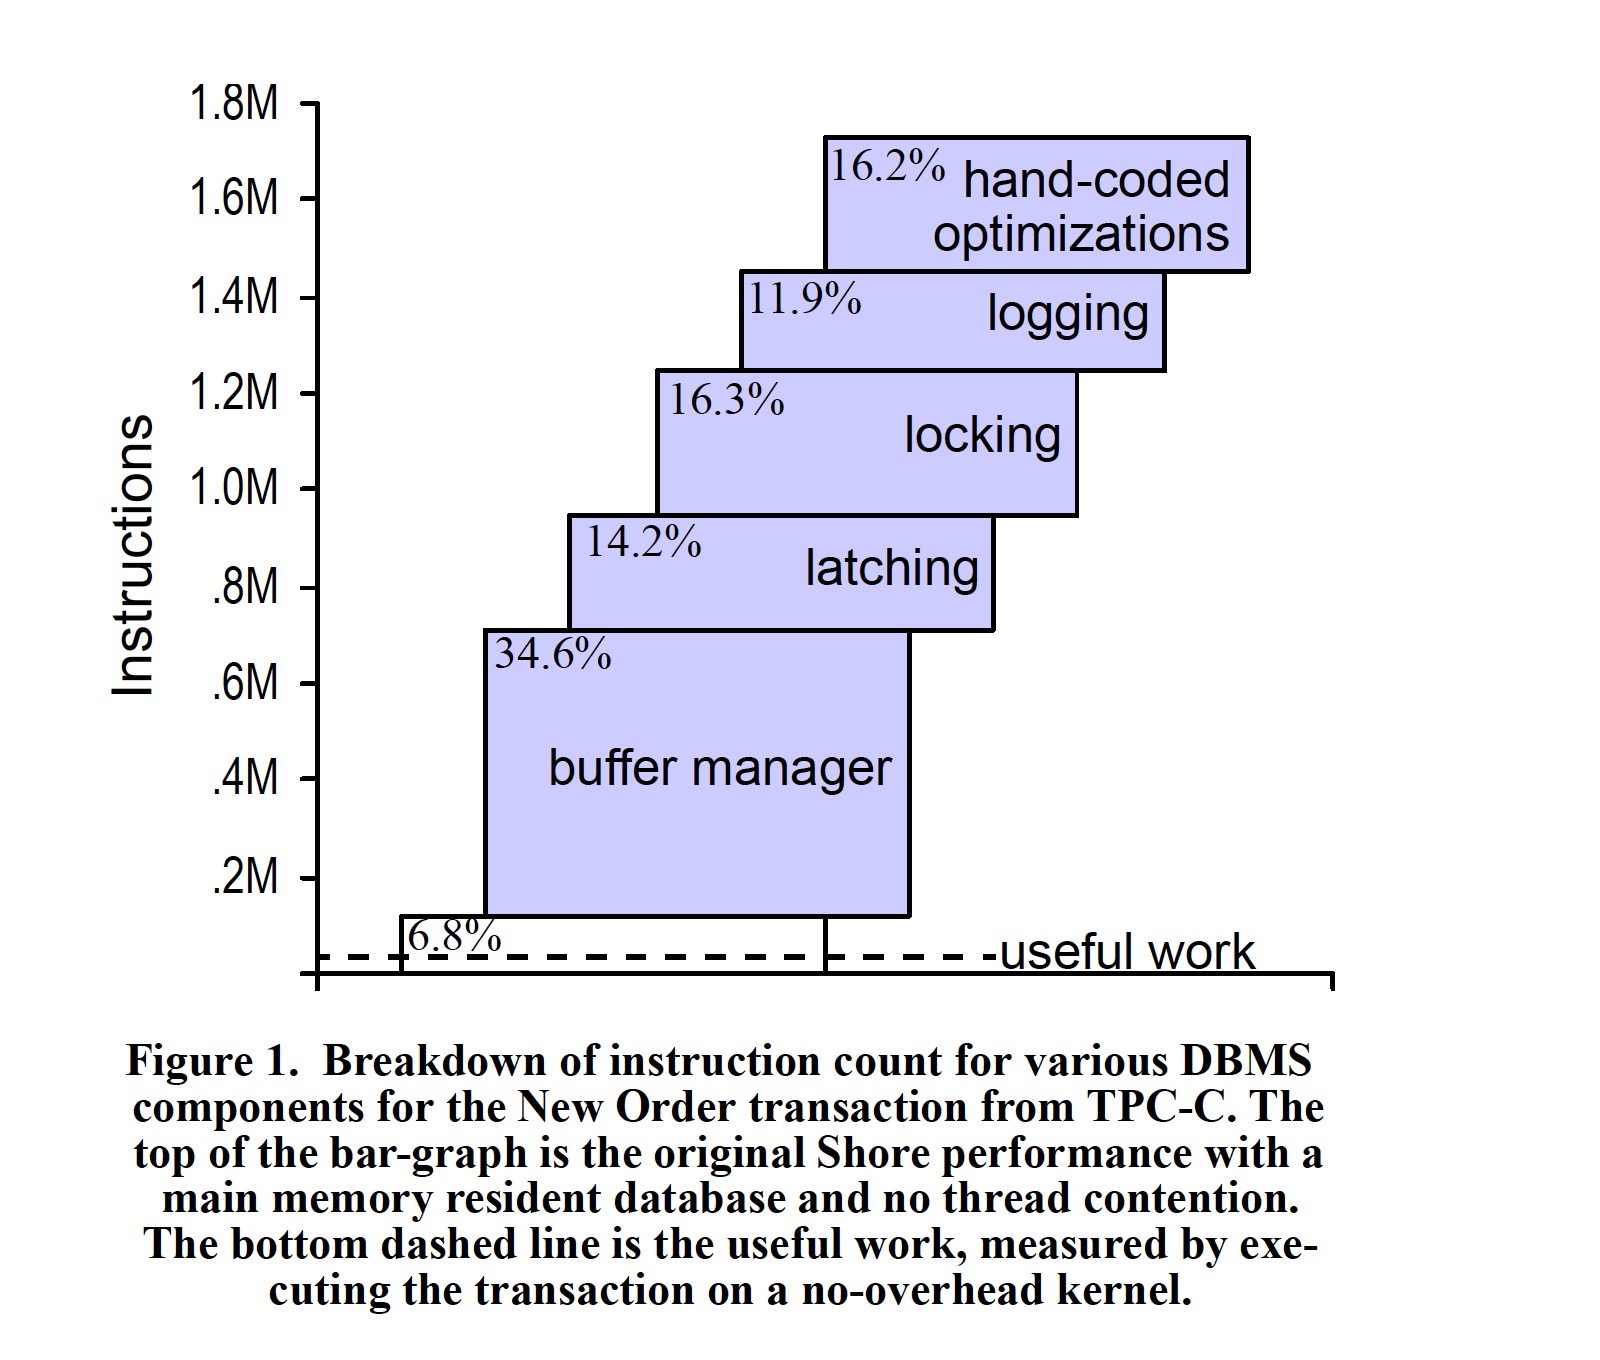 1.8M
16.2% hand-coded
optimizations
1.6M
1.4M
11.9% logging
1.2M
16.3% locking
1.0M
14.2% latching
.8M
34.6%
.6M
buffer manager
.4M
.2M
6.8%
useful work
Instructions
Figure 1. Breakdown of instruction count for various DBMS
components for the New Order transaction from TPC-C. The
top of the bar-graph is the original Shore performance with a
main memory resident database and no thread contention.
The bottom dashed line is the useful work, measured by exe-
cuting the transaction on a no-overhead kernel.